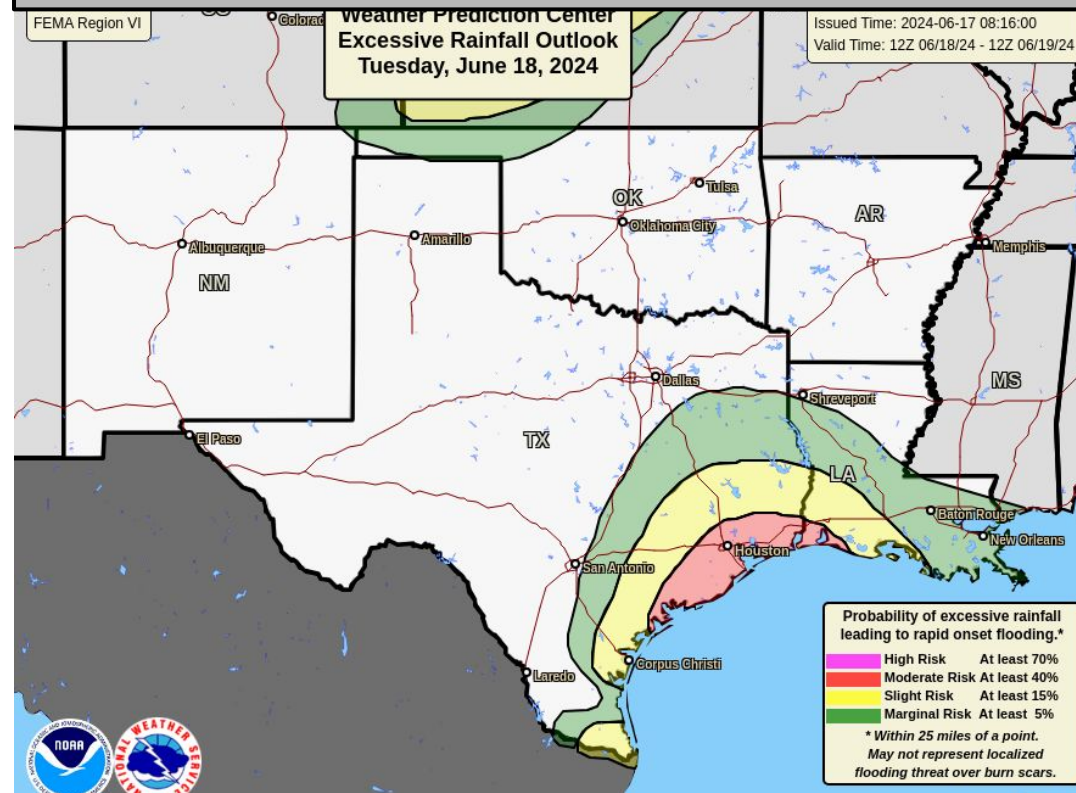 FEMA Region VI
Weather Prediction Center
Excessive Rainfall Outlook
Tuesday, June 18, 2024
Issued Time: 2024-06-17 08:16:00
Valid Time: 12Z 06/18/24 - 12Z 06/19/24
Tulsa
OK
Oklahoma City
AR
Amarillo
Albuquerque
Memphis
NM
Dallas
MS
Shreveport
El Paso
TX
LA
Baton Rouge
New Orleans
Houston
San Antonio
Corpus Christi
Laredo
Probability of excessive rainfall
leading to rapid onset flooding.*
High Risk At least 70%
Moderate Risk At least 40%
Slight Risk At least 15%
Marginal Risk At least 5%
* Within 25 miles of a point.
May not represent localized
flooding threat over burn scars.
NOAA
NATIONAL WEATHER SERVICE